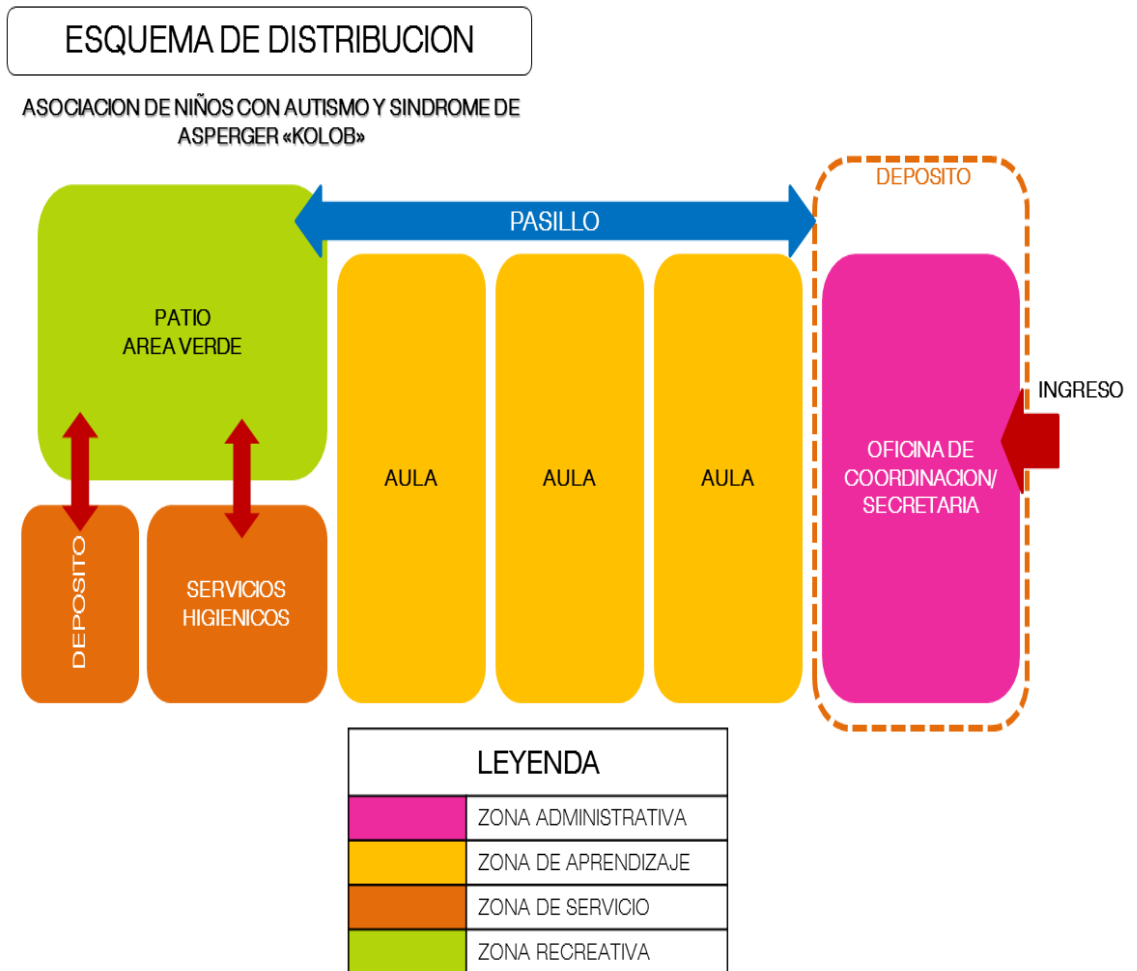 ESQUEMA DE DISTRIBUCION
ASOCIACION DE NIÑOS CON AUTISMO Y SINDROME DE
ASPERGER «KOLOB»
DEPOSITO
PASILLO
PATIO
AREA VERDE
INGRESO
AULA
AULA
AULA
OFICINA DE
COORDINACION/
SECRETARIA
DEPOSITO
SERVICIOS
HIGIENICOS
LEYENDA
ZONA ADMINISTRATIVA
ZONA DE APRENDIZAJE
ZONA DE SERVICIO
ZONA RECREATIVA